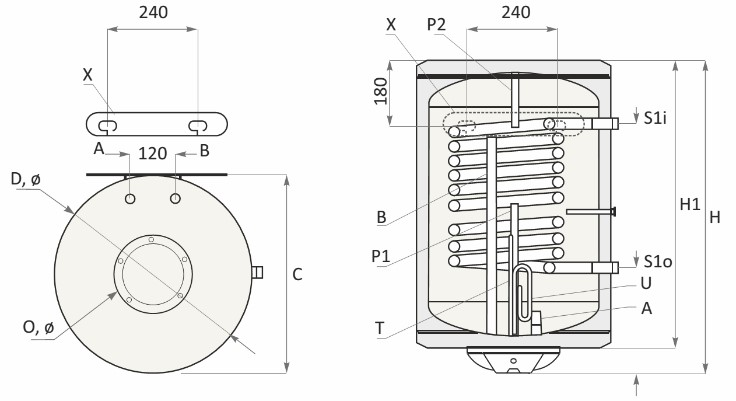 240
X
A
120
B
D, ø
C
O, ø
240
X
P2
180
S1i
B
H1
H
P1
S1o
U
A
T